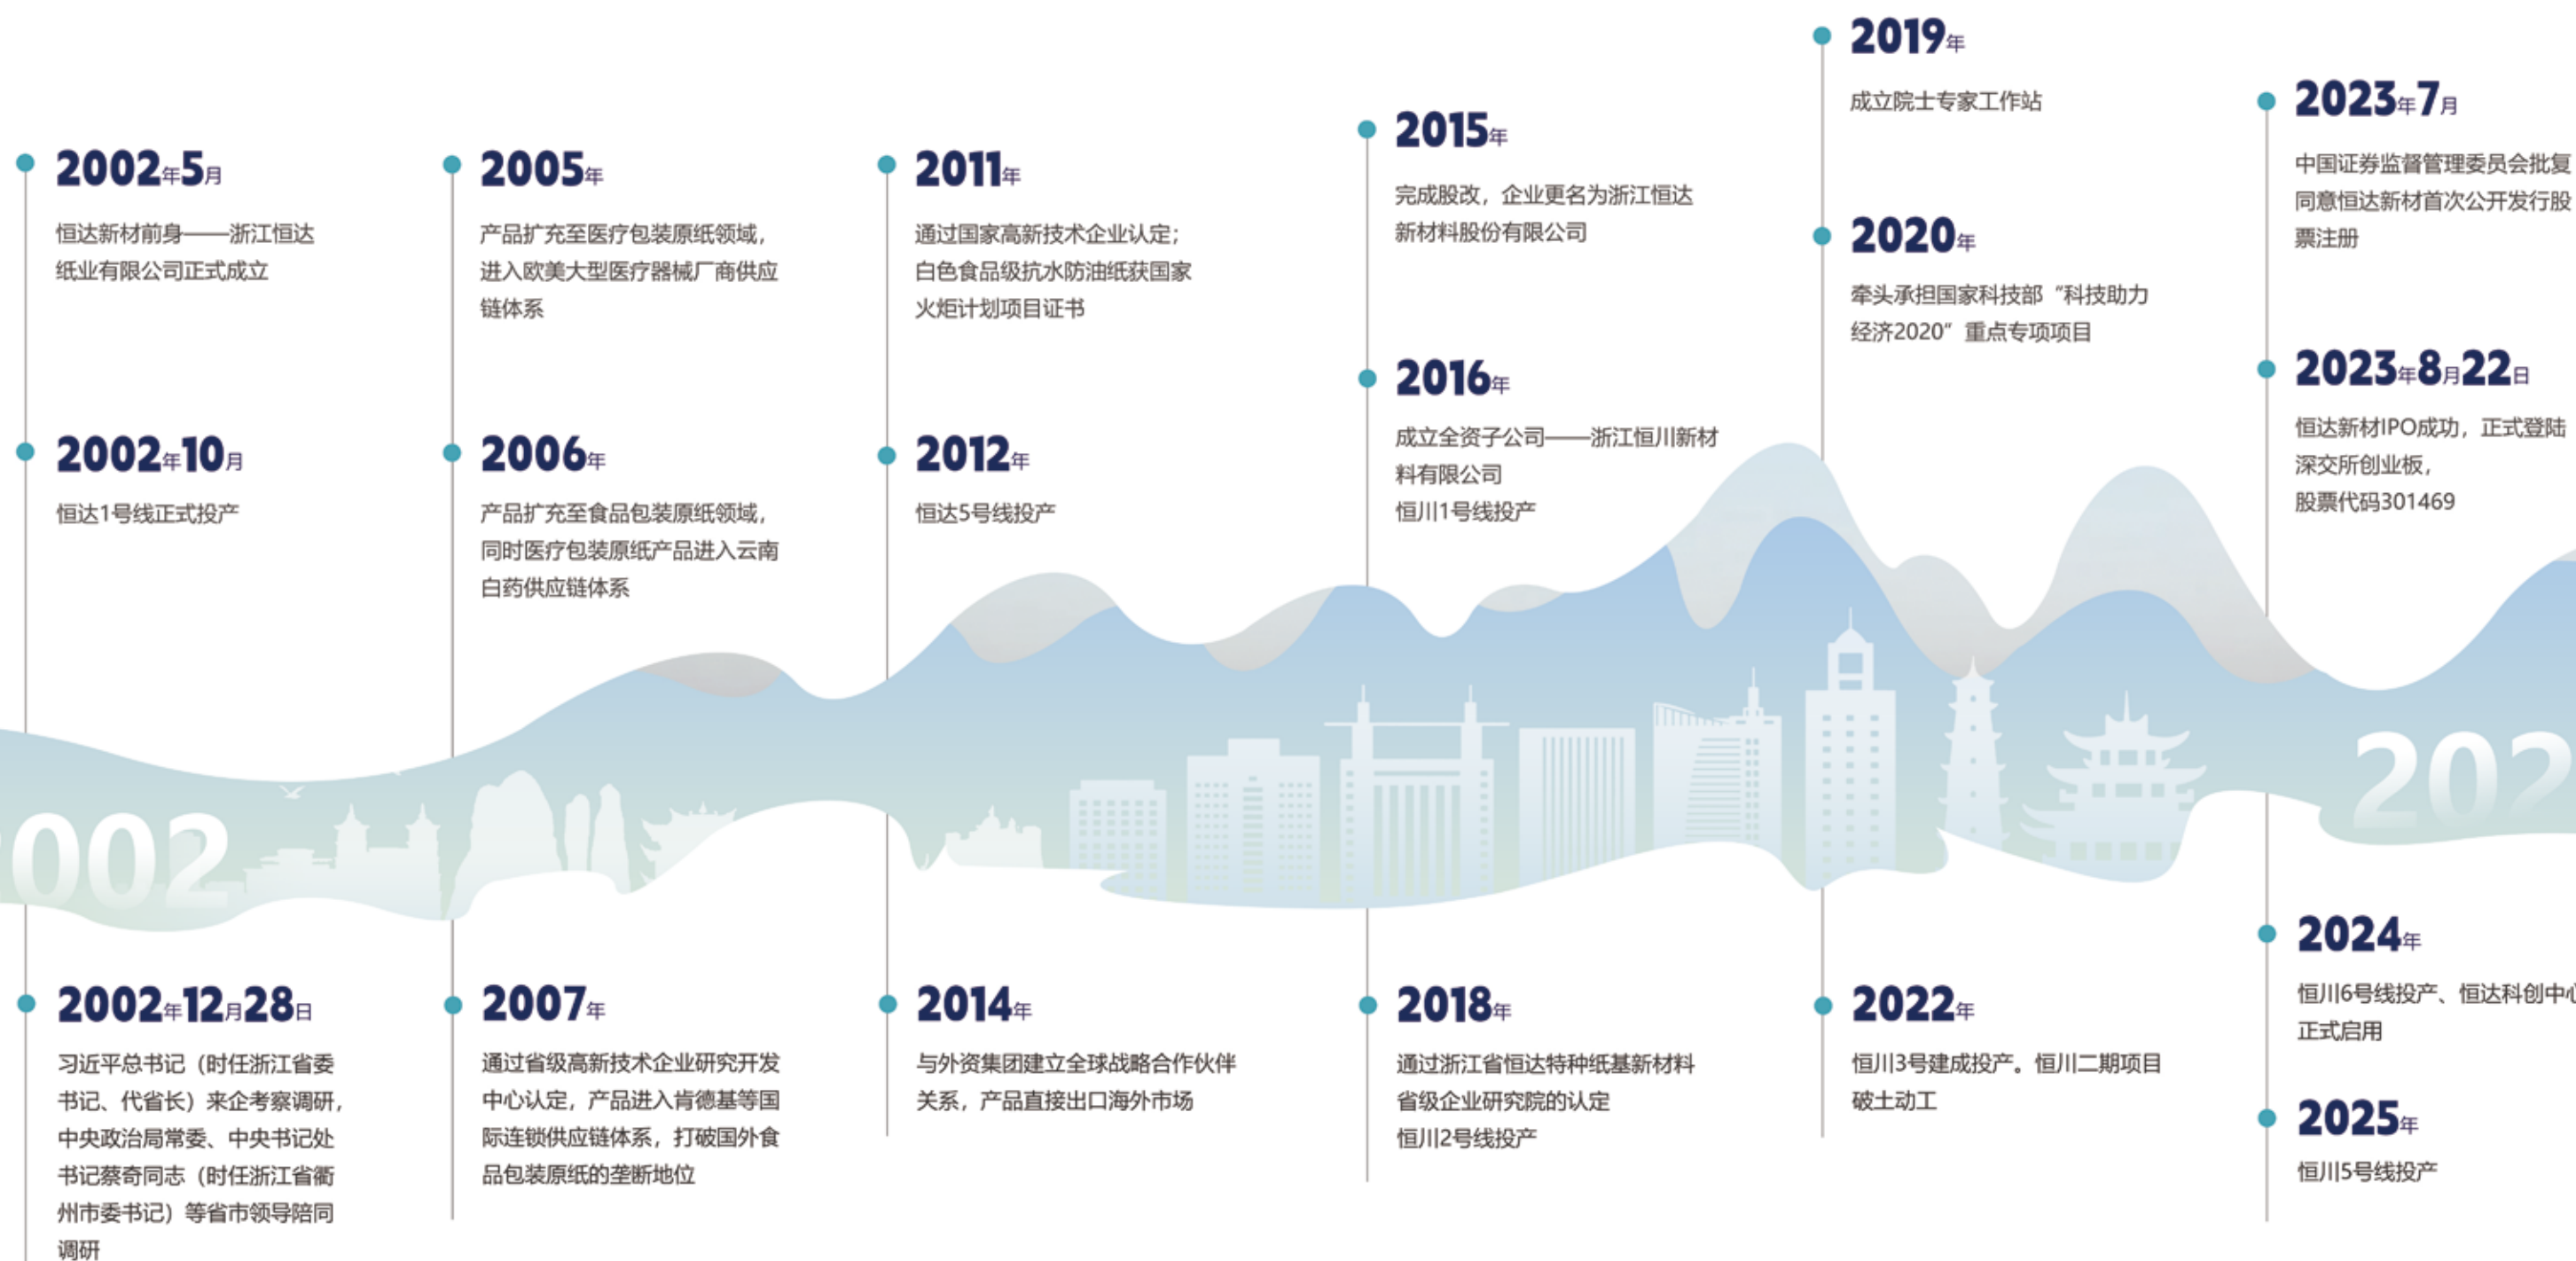 2002年5月
恒达新材前身——浙江恒达
纸业有限公司正式成立
2002年10月
恒达1号线正式投产
2002年12月28日
习近平总书记（时任浙江省委
书记、代省长）来企考察调研，
中央政治局常委、中央书记处
书记蔡奇同志（时任浙江省衢
州市委书记）等省市领导陪同
调研
2005年
产品扩充至医疗包装原纸领域，
进入欧美大型医疗器械厂商供应
链体系
2006年
产品扩充至食品包装原纸领域，
同时医疗包装原纸产品进入云南
白药供应链体系
2007年
通过省级高新技术企业研究开发
中心认定，产品进入肯德基等国
际连锁供应链体系，打破国外食
品包装原纸的垄断地位
2011年
通过国家高新技术企业认定；
白色食品级抗水防油纸获国家
火炬计划项目证书
2012年
恒达5号线投产
2014年
与外资集团建立全球战略合作伙伴
关系，产品直接出口海外市场
2015年
完成股改，企业更名为浙江恒达
新材料股份有限公司
2016年
成立全资子公司——浙江恒川新材
料有限公司
恒川1号线投产
2018年
通过浙江省恒达特种纸基新材料
省级企业研究院的认定
恒川2号线投产
2019年
成立院士专家工作站
2020年
牵头承担国家科技部“科技助力
经济2020”重点专项项目
2022年
恒川3号建成投产。恒川二期项目
破土动工
2023年7月
中国证券监督管理委员会批复
同意恒达新材首次公开发行股
票注册
2023年8月22日
恒达新材IPO成功，正式登陆
深交所创业板，
股票代码301469
2024年
恒川6号线投产、恒达科创中心
正式启用
2025年
恒川5号线投产
2002
202